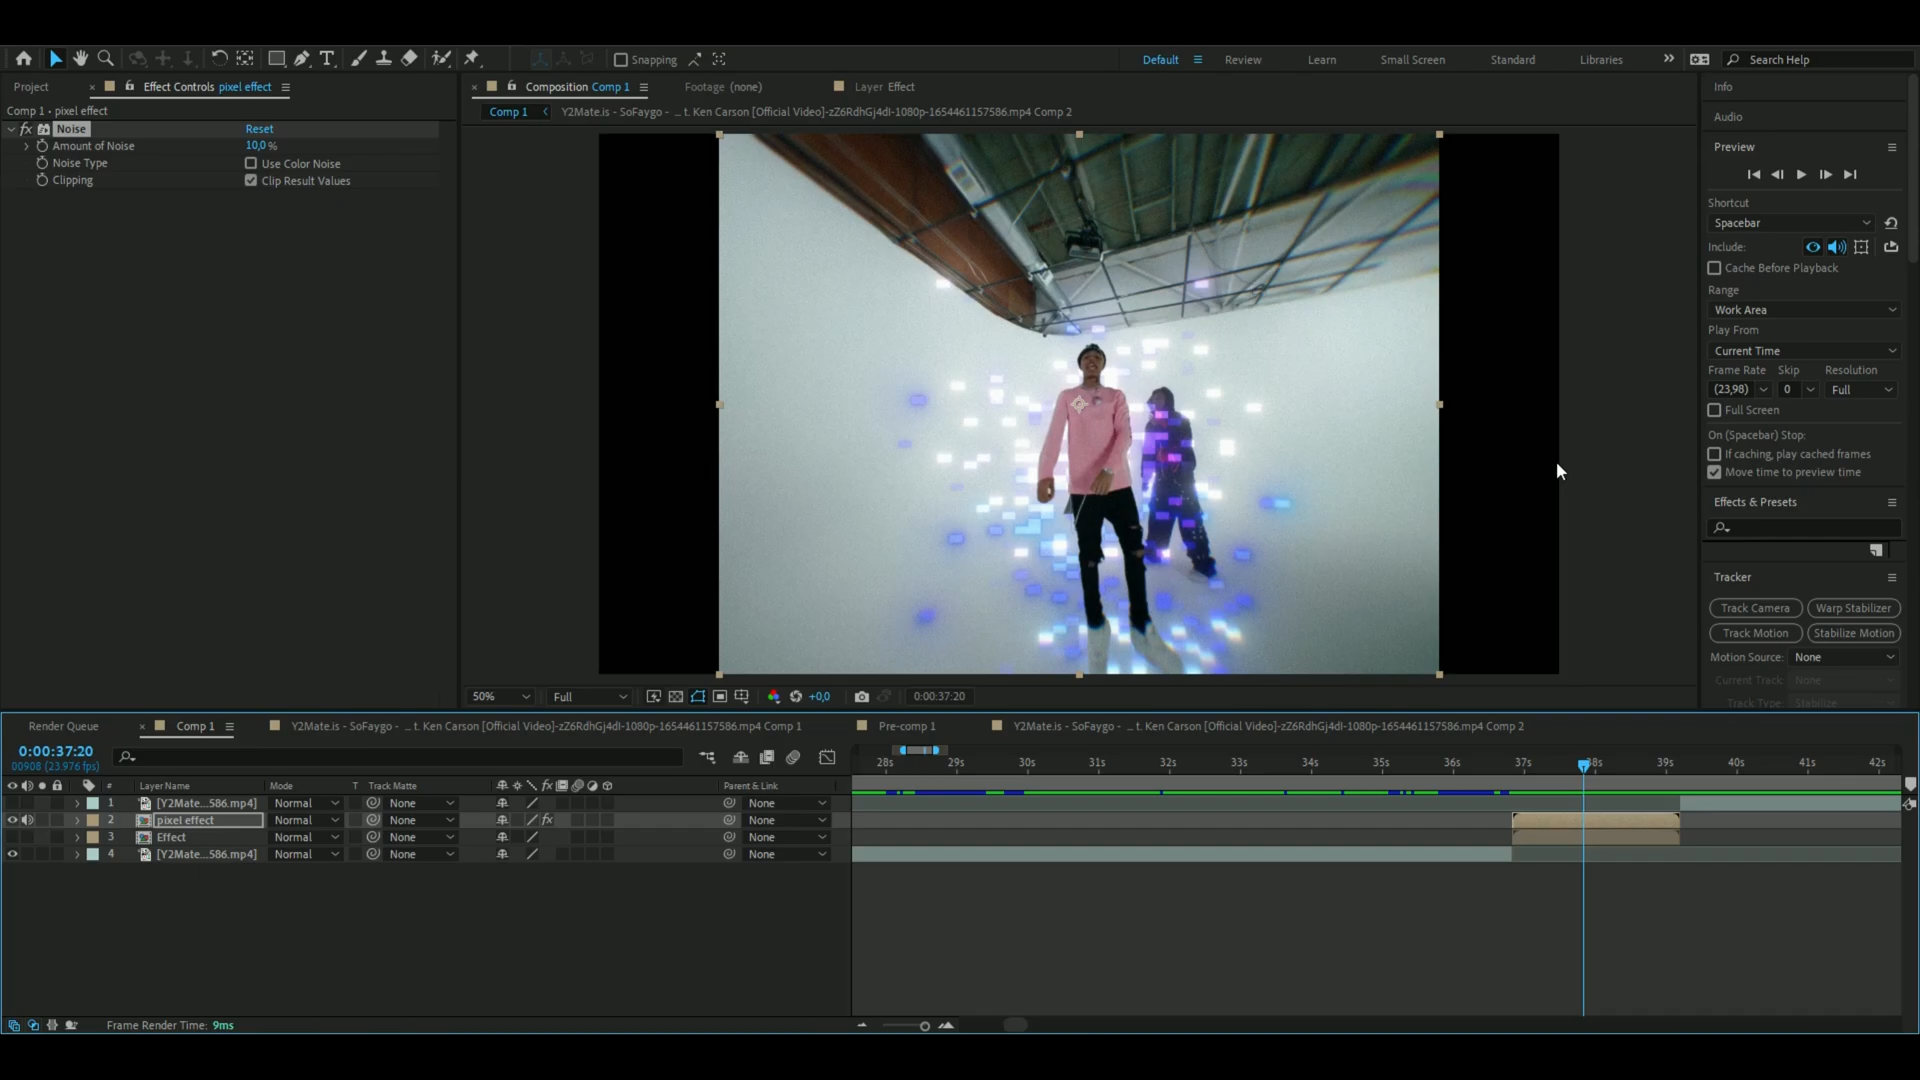 Snapping
Default
Review
Learn
Small Screen
Standard
Libraries
»
Search Help
Project
× Effect Controls pixel effect
× Composition Comp 1
Footage (none)
Layer Effect
Info
Comp 1 • pixel effect
Comp 1
Y2Mate.is - SoFaygo - ... t. Ken Carson [Official Video]-zZ6RdhGj4dI-1080p-1654461157586.mp4 Comp 2
Audio
fx Noise Reset
Amount of Noise 10,0 %
Noise Type Use Color Noise
Clipping Clip Result Values
Preview
Shortcut
Spacebar
Include:
Cache Before Playback
Range
Work Area
Play From
Current Time
Frame Rate Skip Resolution
(23,98) 0 Full
Full Screen
On (Spacebar) Stop:
If caching, play cached frames
Move time to preview time
Effects & Presets
Tracker
Track Camera Warp Stabilizer
Track Motion Stabilize Motion
Motion Source: None
Current Track: None
Track Type: Stabilize
50% Full +0,0 0:00:37:20
Render Queue
× Comp 1
Y2Mate.is - SoFaygo - ... t. Ken Carson [Official Video]-zZ6RdhGj4dI-1080p-1654461157586.mp4 Comp 1
Pre-comp 1
Y2Mate.is - SoFaygo - ... t. Ken Carson [Official Video]-zZ6RdhGj4dI-1080p-1654461157586.mp4 Comp 2
0:00:37:20
00908 (23.976 fps)
28s 29s 30s 31s 32s 33s 34s 35s 36s 37s 38s 39s 40s 41s 42s
# Layer Name Mode T Track Matte fx Parent & Link
1 [Y2Mate...586.mp4] Normal None None
2 pixel effect Normal None fx None
3 Effect Normal None None
4 [Y2Mate...586.mp4] Normal None None
Frame Render Time: 9ms